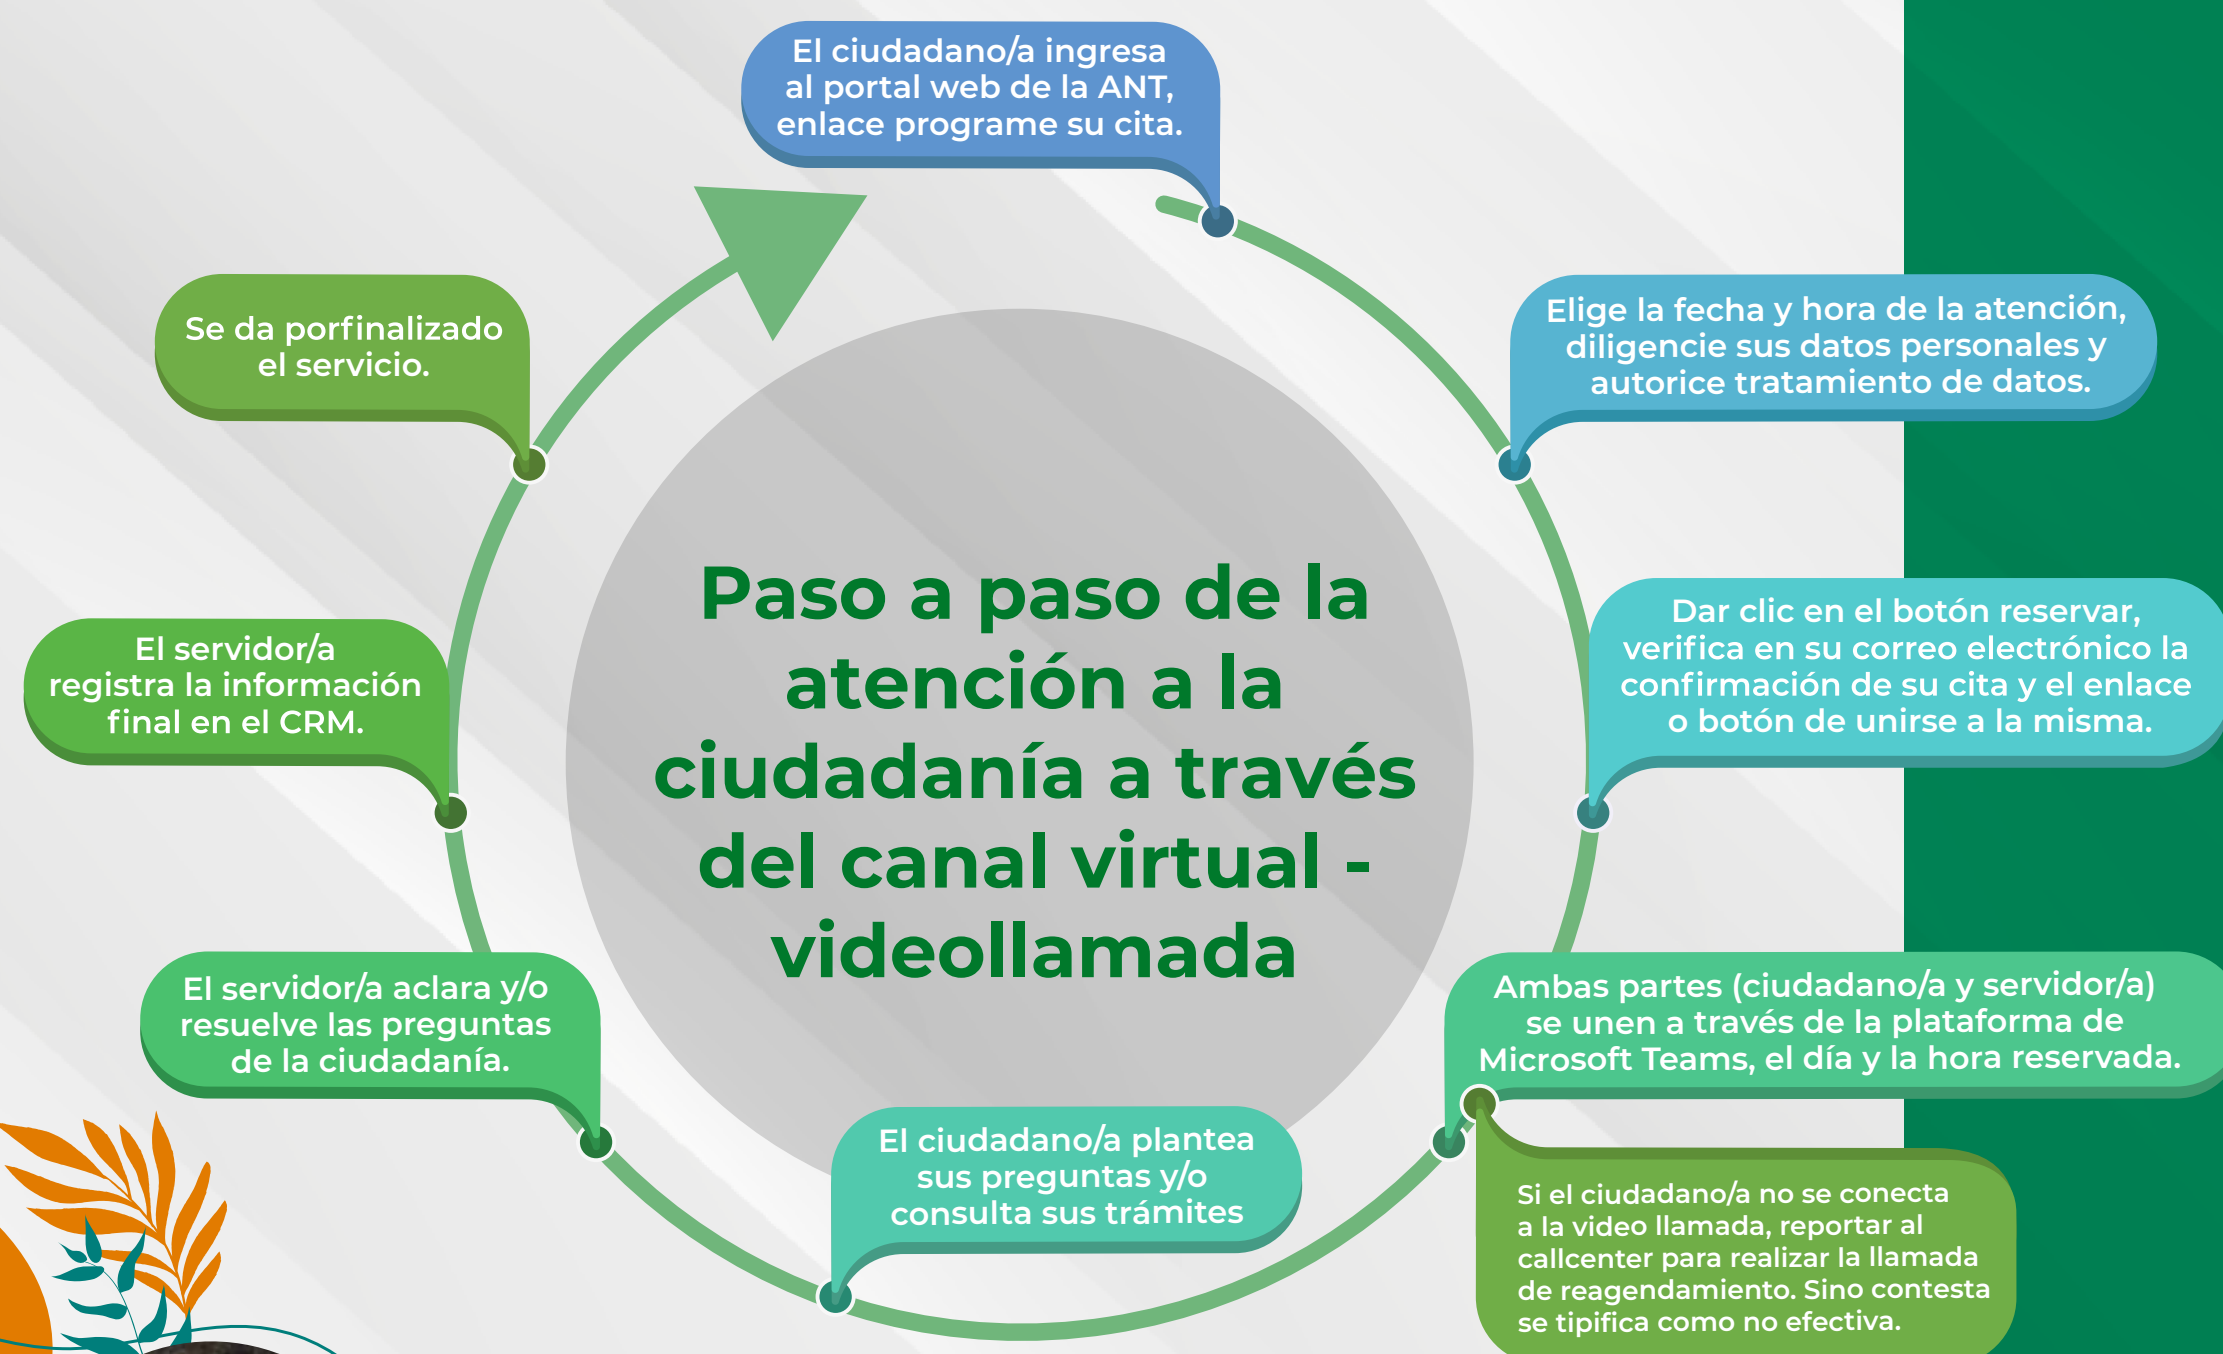 El ciudadano/a ingresa
al portal web de la ANT,
enlace programe su cita.
Elige la fecha y hora de la atención,
diligencie sus datos personales y
autorice tratamiento de datos.
Dar clic en el botón reservar,
verifica en su correo electrónico la
confirmación de su cita y el enlace
o botón de unirse a la misma.
Ambas partes (ciudadano/a y servidor/a)
se unen a través de la plataforma de
Microsoft Teams, el día y la hora reservada.
Si el ciudadano/a no se conecta
a la video llamada, reportar al
callcenter para realizar la llamada
de reagendamiento. Sino contesta
se tipifica como no efectiva.
El ciudadano/a plantea
sus preguntas y/o
consulta sus trámites
El servidor/a aclara y/o
resuelve las preguntas
de la ciudadanía.
El servidor/a
registra la información
final en el CRM.
Se da porfinalizado
el servicio.
Paso a paso de la
atención a la
ciudadanía a través
del canal virtual -
videollamada